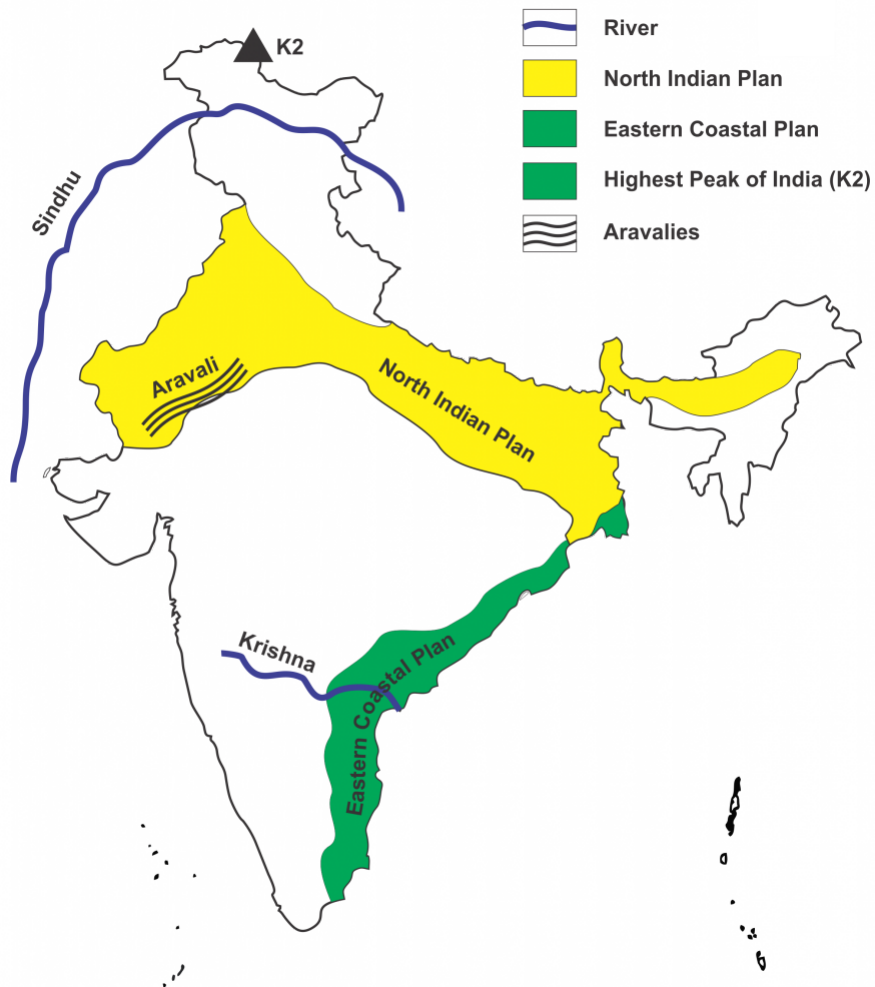 K2
River
North Indian Plan
Eastern Coastal Plan
Highest Peak of India (K2)
Aravalies
Sindhu
Aravali
North Indian Plan
Krishna
Eastern Coastal Plan